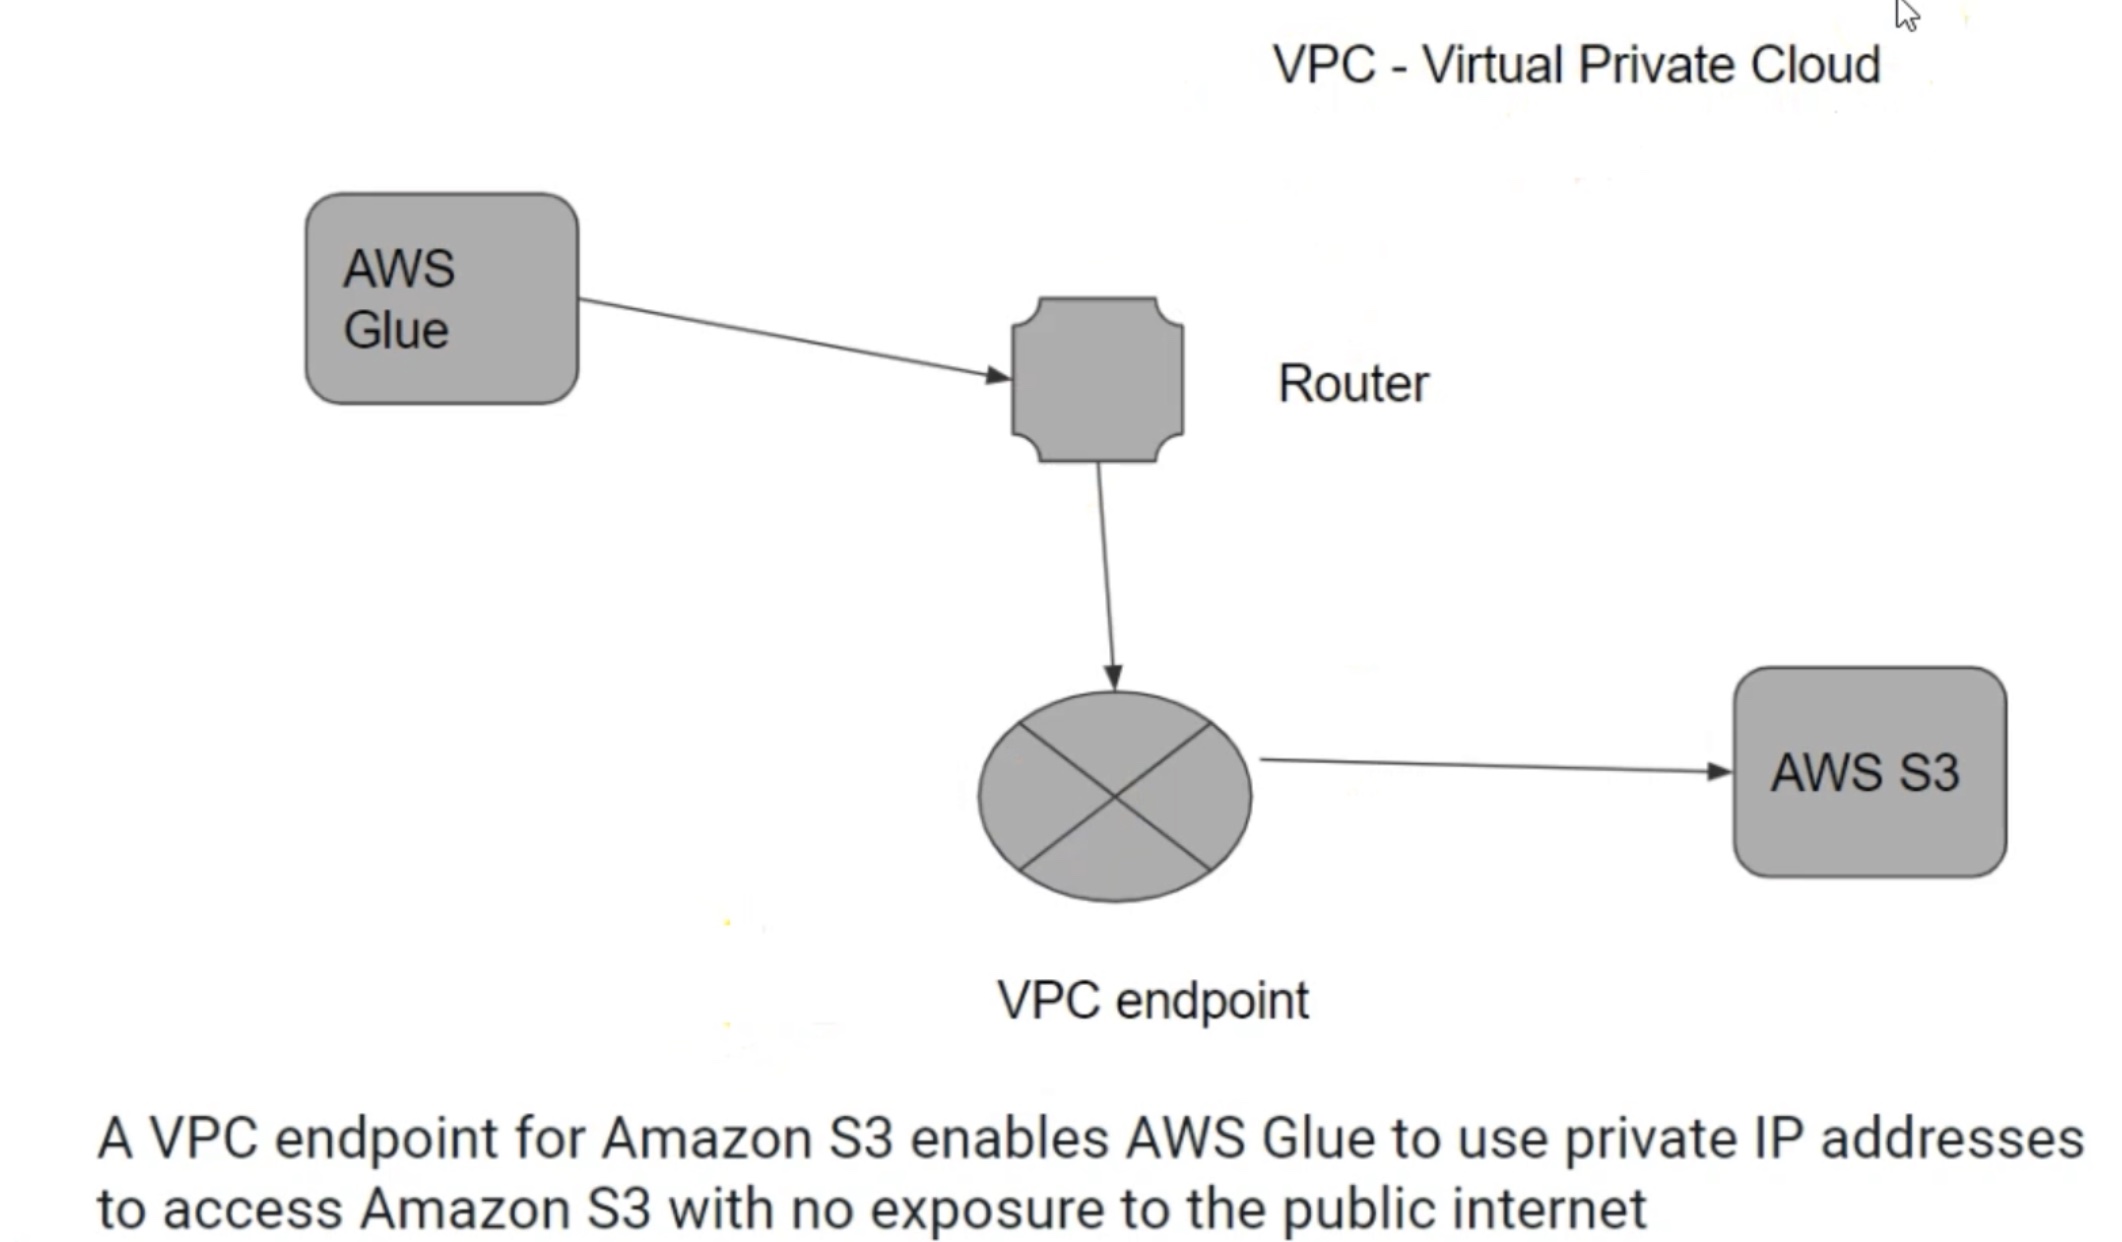 VPC - Virtual Private Cloud
AWS
Glue
Router
AWS S3
VPC endpoint
A VPC endpoint for Amazon S3 enables AWS Glue to use private IP addresses
to access Amazon S3 with no exposure to the public internet